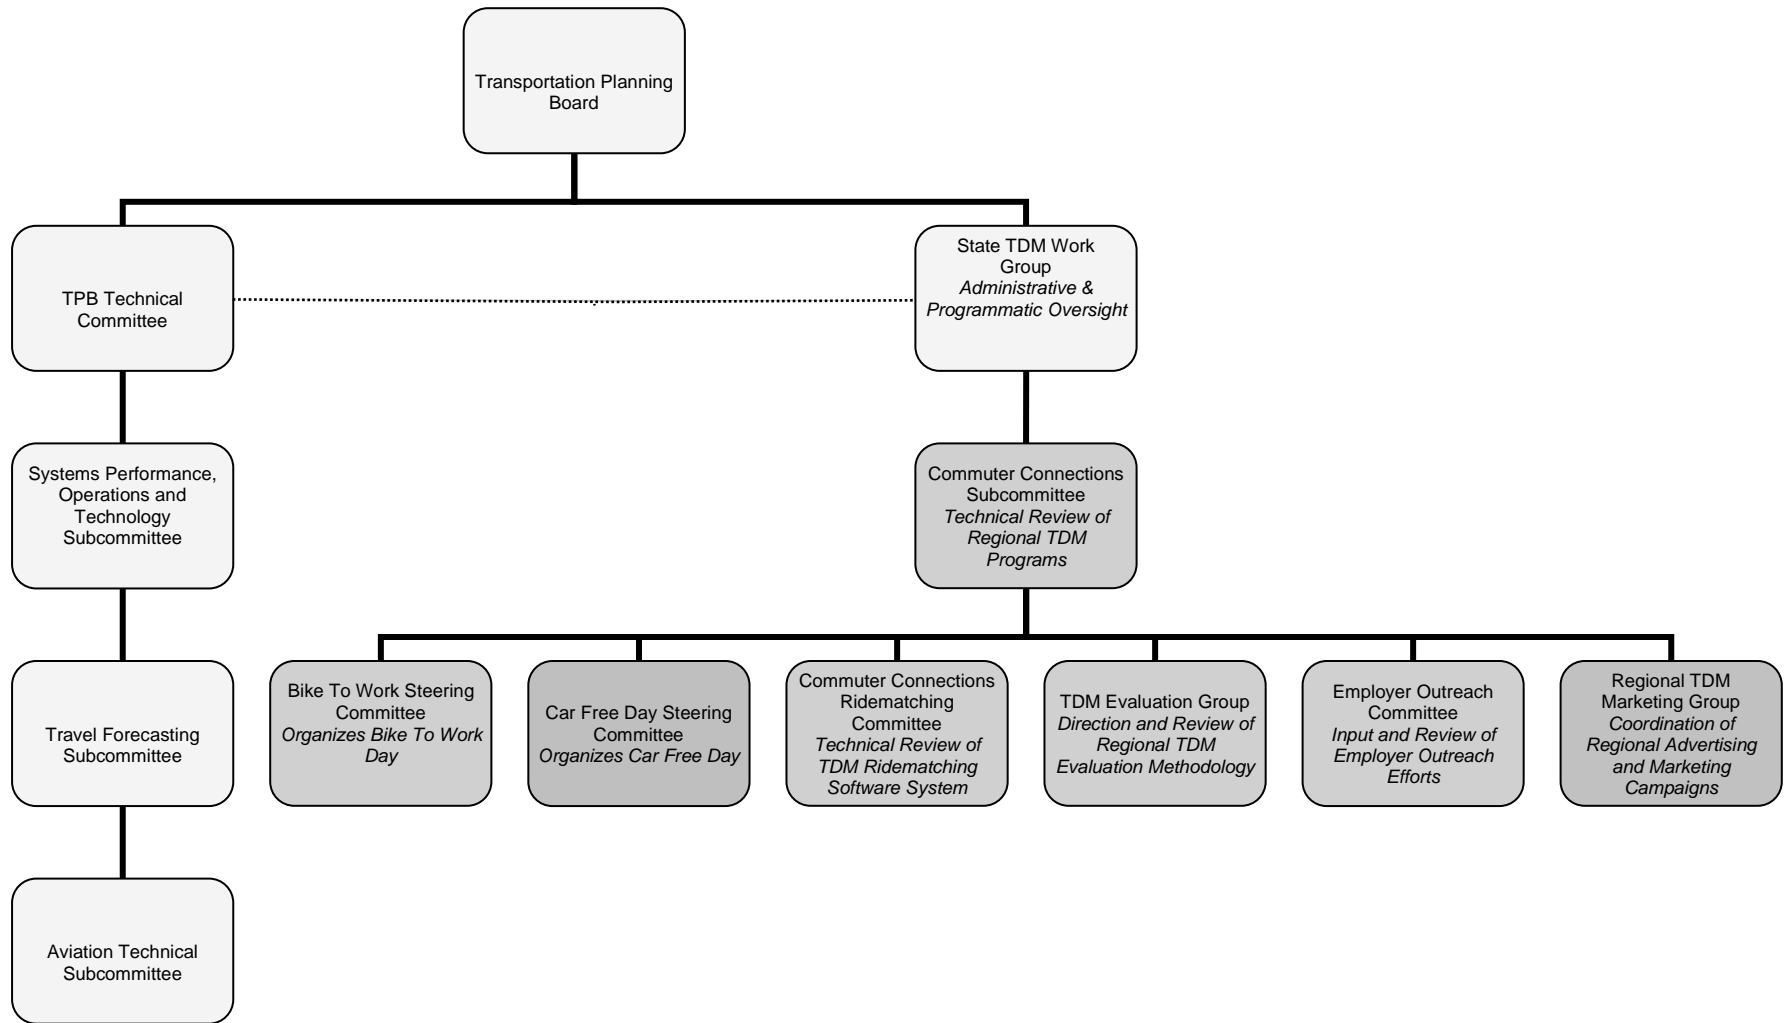 Transportation Planning
Board
TPB Technical
Committee
State TDM Work
Group
Administrative &
Programmatic Oversight
Systems Performance,
Operations and
Technology
Subcommittee
Commuter Connections
Subcommittee
Technical Review of
Regional TDM
Programs
Travel Forecasting
Subcommittee
Bike To Work Steering
Committee
Organizes Bike To Work
Day
Car Free Day Steering
Committee
Organizes Car Free Day
Commuter Connections
Ridematching
Committee
Technical Review of
TDM Ridematching
Software System
TDM Evaluation Group
Direction and Review of
Regional TDM
Evaluation Methodology
Employer Outreach
Committee
Input and Review of
Employer Outreach
Efforts
Regional TDM
Marketing Group
Coordination of
Regional Advertising
and Marketing
Campaigns
Aviation Technical
Subcommittee